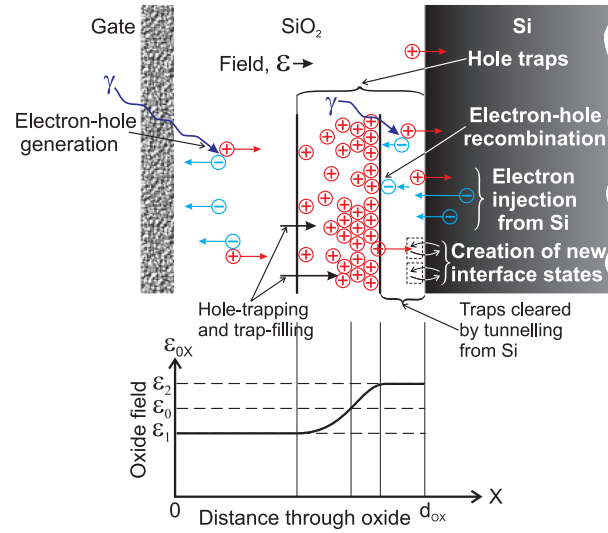 Gate
SiO₂
Si
Field, ε
Hole traps
γ
γ
Electron-hole
generation
Electron-hole
recombination
Electron
injection
from Si
Creation of new
interface states
Hole-trapping
and trap-filling
Traps cleared
by tunnelling
from Si
ε₀ₓ
Oxide field
ε₂
ε₀
ε₁
0
Distance through oxide
dₒₓ
X